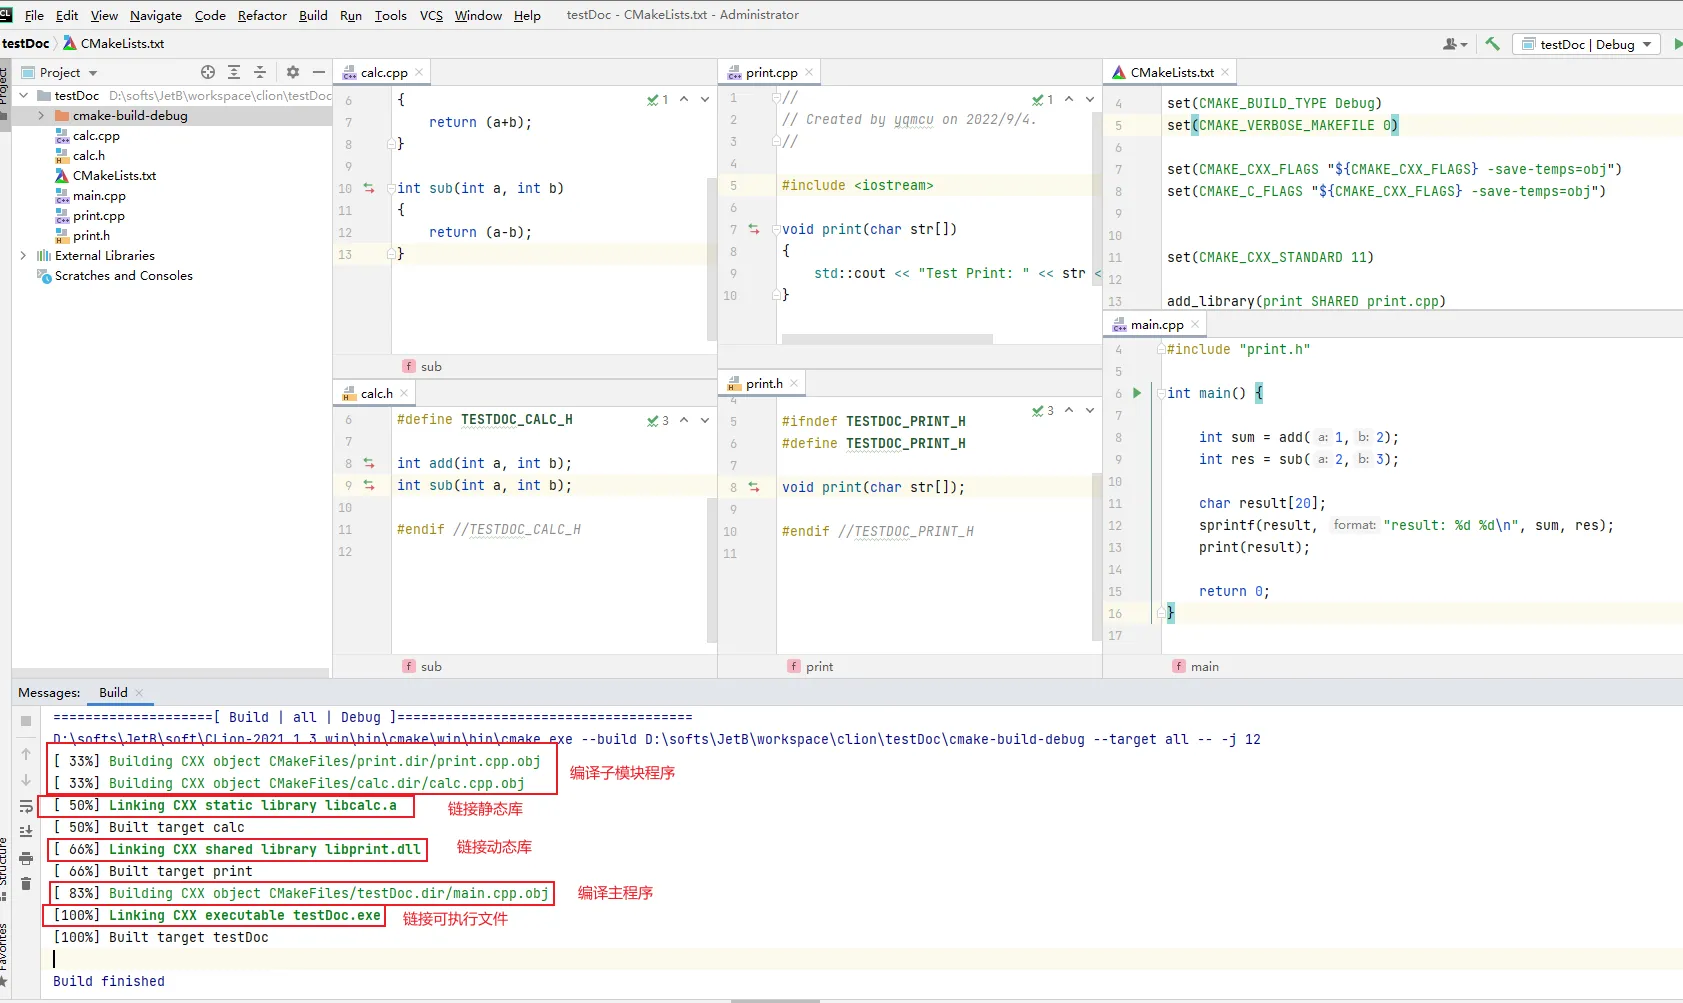 CL File Edit View Navigate Code Refactor Build Run Tools VCS Window Help testDoc - CMakeLists.txt - Administrator
testDoc CMakeLists.txt
testDoc | Debug
Project
Project
testDoc D:\softs\JetB\workspace\clion\testDoc
cmake-build-debug
calc.cpp
calc.h
CMakeLists.txt
main.cpp
print.cpp
print.h
External Libraries
Scratches and Consoles
calc.cpp
1
6 {
7 return (a+b);
8 }
9
10 int sub(int a, int b)
11 {
12 return (a-b);
13 }
f sub
calc.h
3
6 #define TESTDOC_CALC_H
7
8 int add(int a, int b);
9 int sub(int a, int b);
10
11 #endif //TESTDOC_CALC_H
12
f sub
print.cpp
1
1 //
2 // Created by yqmcu on 2022/9/4.
3 //
4
5 #include <iostream>
6
7 void print(char str[])
8 {
9 std::cout << "Test Print: " << str <
10 }
print.h
3
4
5 #ifndef TESTDOC_PRINT_H
6 #define TESTDOC_PRINT_H
7
8 void print(char str[]);
9
10 #endif //TESTDOC_PRINT_H
11
f print
CMakeLists.txt
4 set(CMAKE_BUILD_TYPE Debug)
5 set(CMAKE_VERBOSE_MAKEFILE 0)
6
7 set(CMAKE_CXX_FLAGS "${CMAKE_CXX_FLAGS} -save-temps=obj")
8 set(CMAKE_C_FLAGS "${CMAKE_CXX_FLAGS} -save-temps=obj")
9
10
11 set(CMAKE_CXX_STANDARD 11)
12
13 add_library(print SHARED print.cpp)
main.cpp
4 #include "print.h"
5
6 int main() {
7
8 int sum = add( a: 1, b: 2);
9 int res = sub( a: 2, b: 3);
10
11 char result[20];
12 sprintf(result, format: "result: %d %d\n", sum, res);
13 print(result);
14
15 return 0;
16 }
17
f main
Messages: Build
====================[ Build | all | Debug ]=====================================
D:\softs\JetB\soft\CLion-2021.1.3.win\bin\cmake\win\bin\cmake.exe --build D:\softs\JetB\workspace\clion\testDoc\cmake-build-debug --target all -- -j 12
[ 33%] Building CXX object CMakeFiles/print.dir/print.cpp.obj
[ 33%] Building CXX object CMakeFiles/calc.dir/calc.cpp.obj
编译子模块程序
[ 50%] Linking CXX static library libcalc.a 链接静态库
[ 50%] Built target calc
[ 66%] Linking CXX shared library libprint.dll 链接动态库
[ 66%] Built target print
[ 83%] Building CXX object CMakeFiles/testDoc.dir/main.cpp.obj 编译主程序
[100%] Linking CXX executable testDoc.exe 链接可执行文件
[100%] Built target testDoc
Build finished
Structure
Favorites